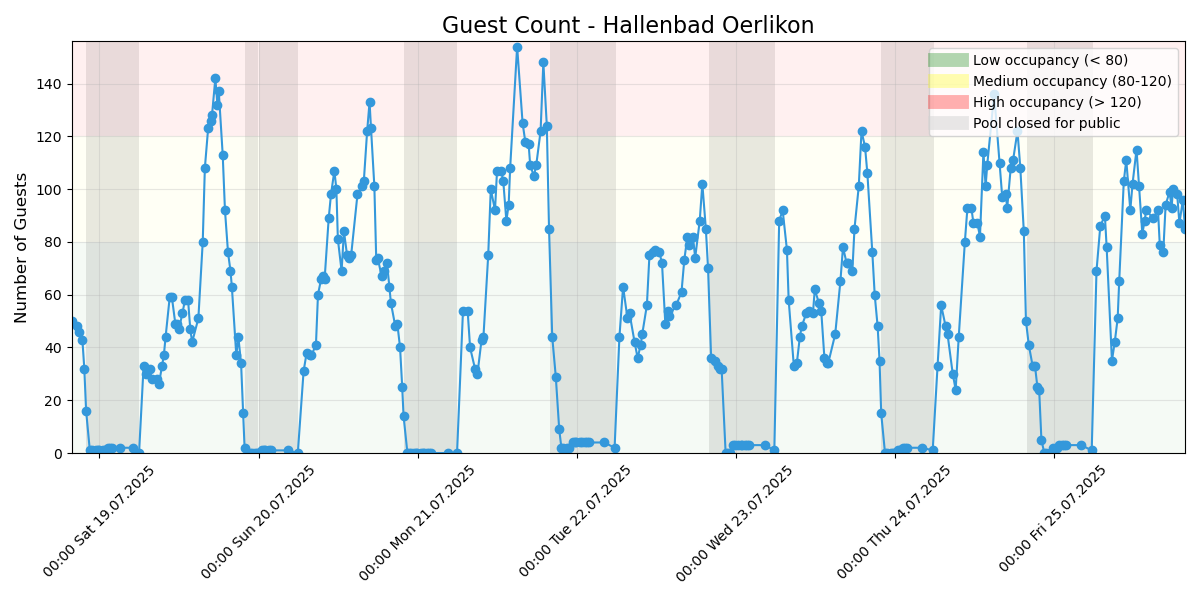 Guest Count - Hallenbad Oerlikon
Number of Guests
140
120
100
80
60
40
20
0
Low occupancy (< 80)
Medium occupancy (80-120)
High occupancy (> 120)
Pool closed for public
00:00 Sat 19.07.2025
00:00 Sun 20.07.2025
00:00 Mon 21.07.2025
00:00 Tue 22.07.2025
00:00 Wed 23.07.2025
00:00 Thu 24.07.2025
00:00 Fri 25.07.2025